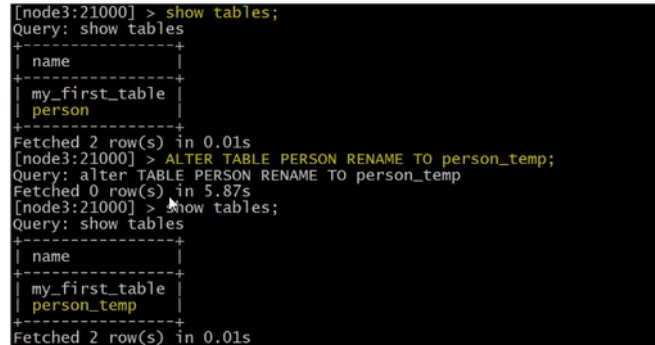 [node3:21000] > show tables;
Query: show tables
+----------------+
| name           |
+----------------+
| my_first_table |
| person         |
+----------------+
Fetched 2 row(s) in 0.01s
[node3:21000] > ALTER TABLE PERSON RENAME TO person_temp;
Query: alter TABLE PERSON RENAME TO person_temp
Fetched 0 row(s) in 5.87s
[node3:21000] > show tables;
Query: show tables
+----------------+
| name           |
+----------------+
| my_first_table |
| person_temp    |
+----------------+
Fetched 2 row(s) in 0.01s